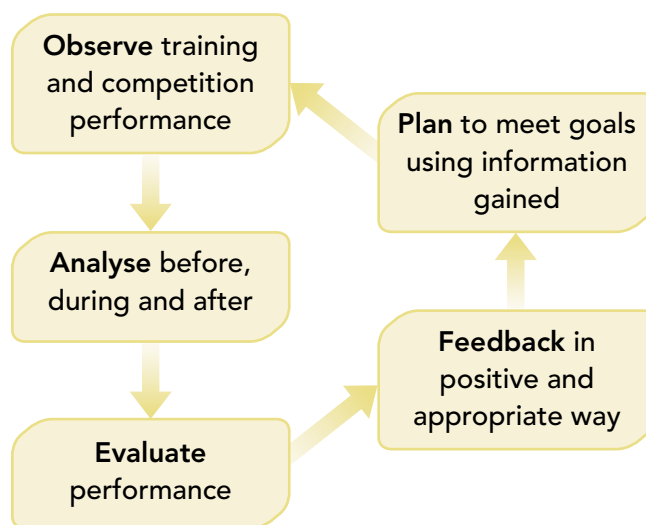 Observe training
and competition
performance
Analyse before,
during and after
Evaluate
performance
Feedback in
positive and
appropriate way
Plan to meet goals
using information
gained